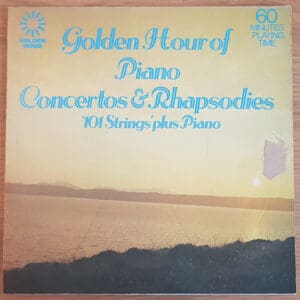 GOLDEN HOUR
Golden Hour of
Piano
Concertos & Rhapsodies
'101 Strings' plus Piano
60
MINUTES
PLAYING
TIME